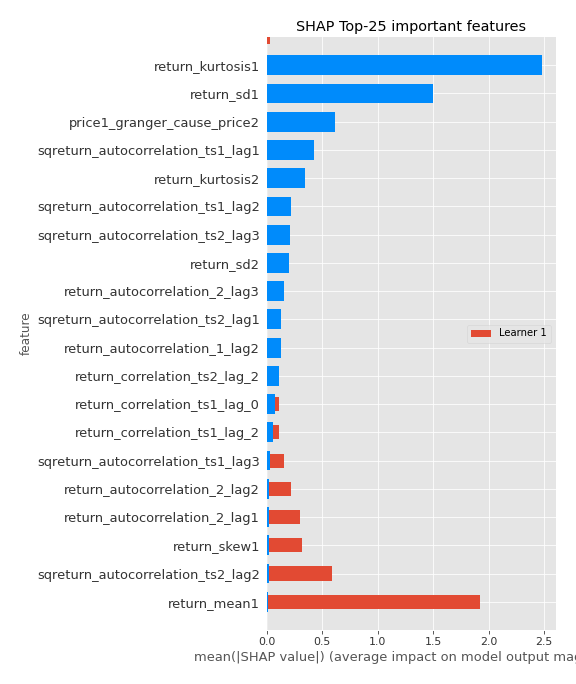 SHAP Top-25 important features
return_kurtosis1
return_sd1
price1_granger_cause_price2
sqreturn_autocorrelation_ts1_lag1
return_kurtosis2
sqreturn_autocorrelation_ts1_lag2
sqreturn_autocorrelation_ts2_lag3
return_sd2
return_autocorrelation_2_lag3
sqreturn_autocorrelation_ts2_lag1
return_autocorrelation_1_lag2
return_correlation_ts2_lag_2
return_correlation_ts1_lag_0
return_correlation_ts1_lag_2
sqreturn_autocorrelation_ts1_lag3
return_autocorrelation_2_lag2
return_autocorrelation_2_lag1
return_skew1
sqreturn_autocorrelation_ts2_lag2
return_mean1
feature
Learner 1
0.0 0.5 1.0 1.5 2.0 2.5
mean(|SHAP value|) (average impact on model output mag